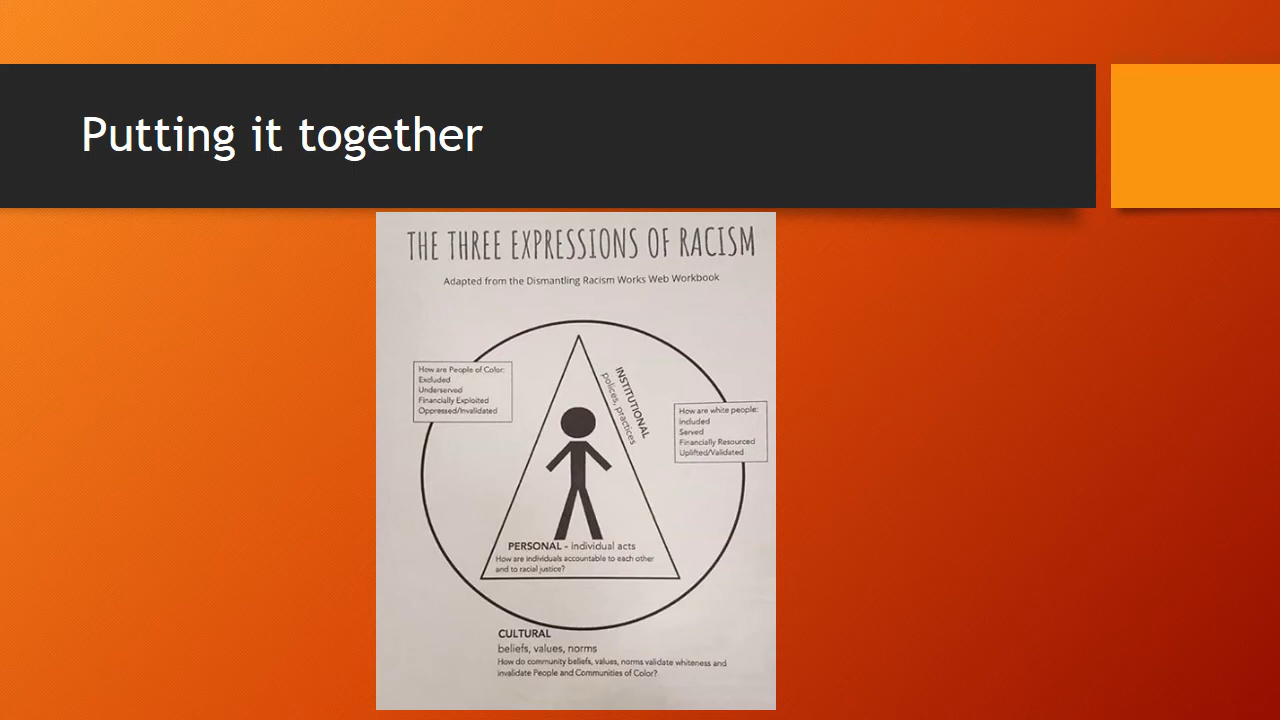 Putting it together
THE THREE EXPRESSIONS OF RACISM
Adapted from the Dismantling Racism Works Web Workbook
How are People of Color:
Excluded
Underserved
Financially Exploited
Oppressed/Invalidated
INSTITUTIONAL
polices, practices
How are white people:
Included
Served
Financially Resourced
Uplifted/Validated
PERSONAL - individual acts
How are individuals accountable to each other
and to racial justice?
CULTURAL
beliefs, values, norms
How do community beliefs, values, norms validate whiteness and
invalidate People and Communities of Color?